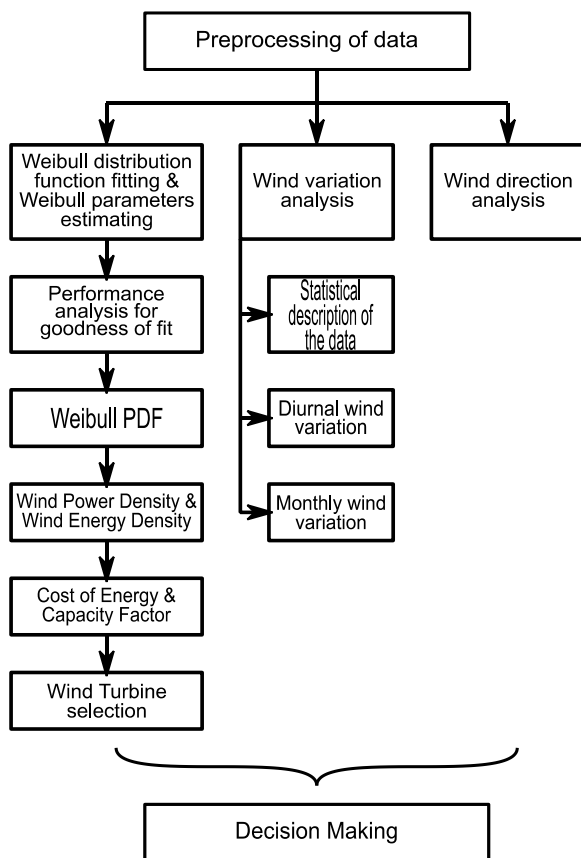 Preprocessing of data
Weibull distribution
function fitting &
Weibull parameters
estimating
Wind variation
analysis
Wind direction
analysis
Performance
analysis for
goodness of fit
Statistical
description of
the data
Weibull PDF
Diurnal wind
variation
Wind Power Density &
Wind Energy Density
Monthly wind
variation
Cost of Energy &
Capacity Factor
Wind Turbine
selection
Decision Making